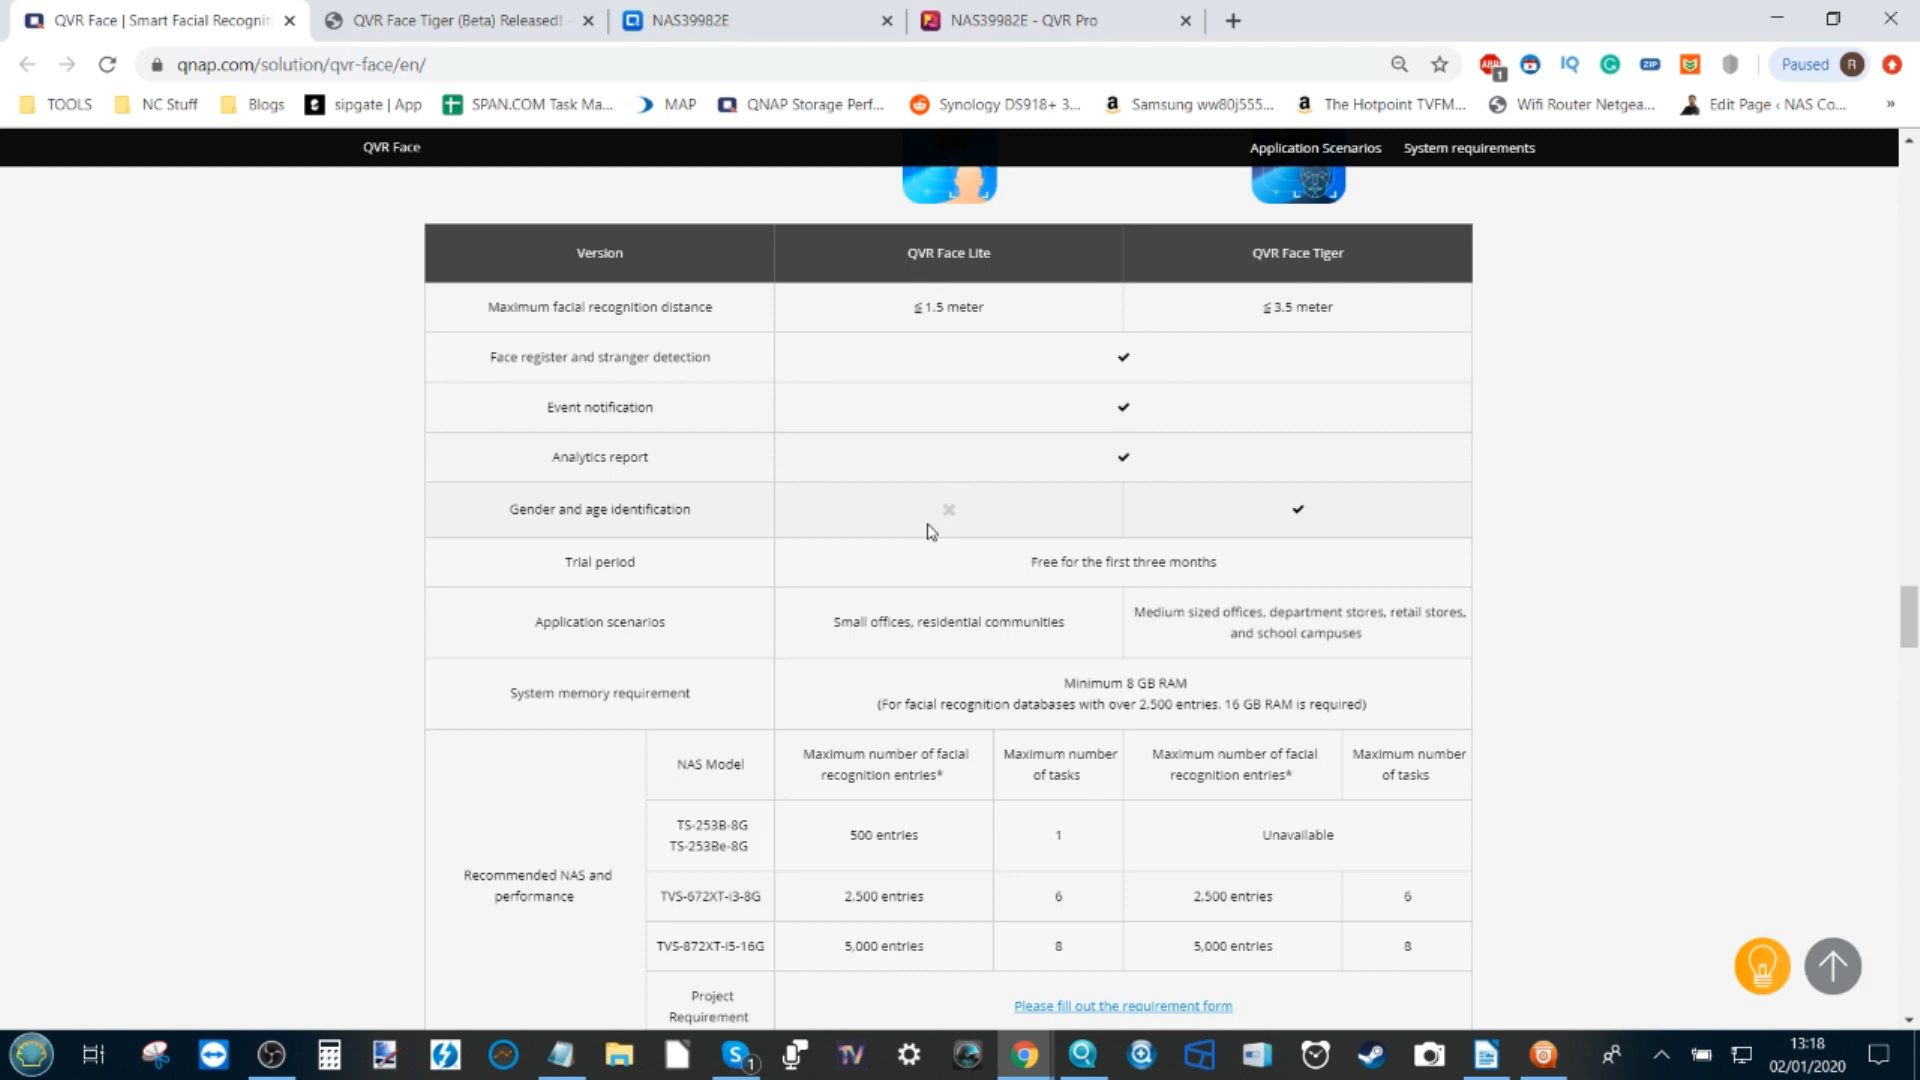 QVR Face | Smart Facial Recogniti
QVR Face Tiger (Beta) Released!
NAS39982E
NAS39982E - QVR Pro
qnap.com/solution/qvr-face/en/
ABP
1
IQ
ZIP
Paused
R
TOOLS
NC Stuff
Blogs
sipgate | App
SPAN.COM Task Ma...
MAP
QNAP Storage Perf...
Synology DS918+ 3...
Samsung ww80j555...
The Hotpoint TVFM...
Wifi Router Netgea...
Edit Page ‹ NAS Co...
»
QVR Face
Application Scenarios
System requirements
Version
QVR Face Lite
QVR Face Tiger
Maximum facial recognition distance
≦1.5 meter
≦3.5 meter
Face register and stranger detection
Event notification
Analytics report
Gender and age identification
Trial period
Free for the first three months
Application scenarios
Small offices, residential communities
Medium sized offices, department stores, retail stores,
and school campuses
System memory requirement
Minimum 8 GB RAM
(For facial recognition databases with over 2,500 entries, 16 GB RAM is required)
Recommended NAS and
performance
NAS Model
Maximum number of facial
recognition entries*
Maximum number
of tasks
Maximum number of facial
recognition entries*
Maximum number
of tasks
TS-253B-8G
TS-253Be-8G
500 entries
1
Unavailable
TVS-672XT-i3-8G
2,500 entries
6
2,500 entries
6
TVS-872XT-i5-16G
5,000 entries
8
5,000 entries
8
Project
Requirement
Please fill out the requirement form
1
TV
13:18
02/01/2020